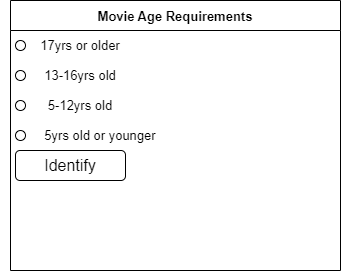 Movie Age Requirements
17yrs or older
13-16yrs old
5-12yrs old
5yrs old or younger
Identify